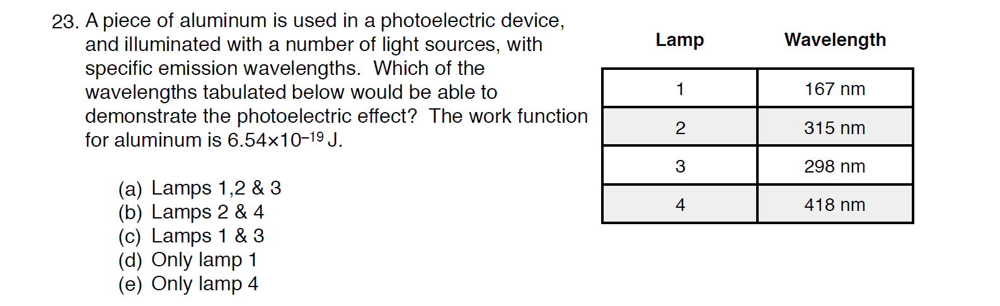 23. A piece of aluminum is used in a photoelectric device,
and illuminated with a number of light sources, with
specific emission wavelengths.  Which of the
wavelengths tabulated below would be able to
demonstrate the photoelectric effect?  The work function
for aluminum is 6.54×10⁻¹⁹ J.
(a) Lamps 1,2 & 3
(b) Lamps 2 & 4
(c) Lamps 1 & 3
(d) Only lamp 1
(e) Only lamp 4
Lamp Wavelength
1 167 nm
2 315 nm
3 298 nm
4 418 nm